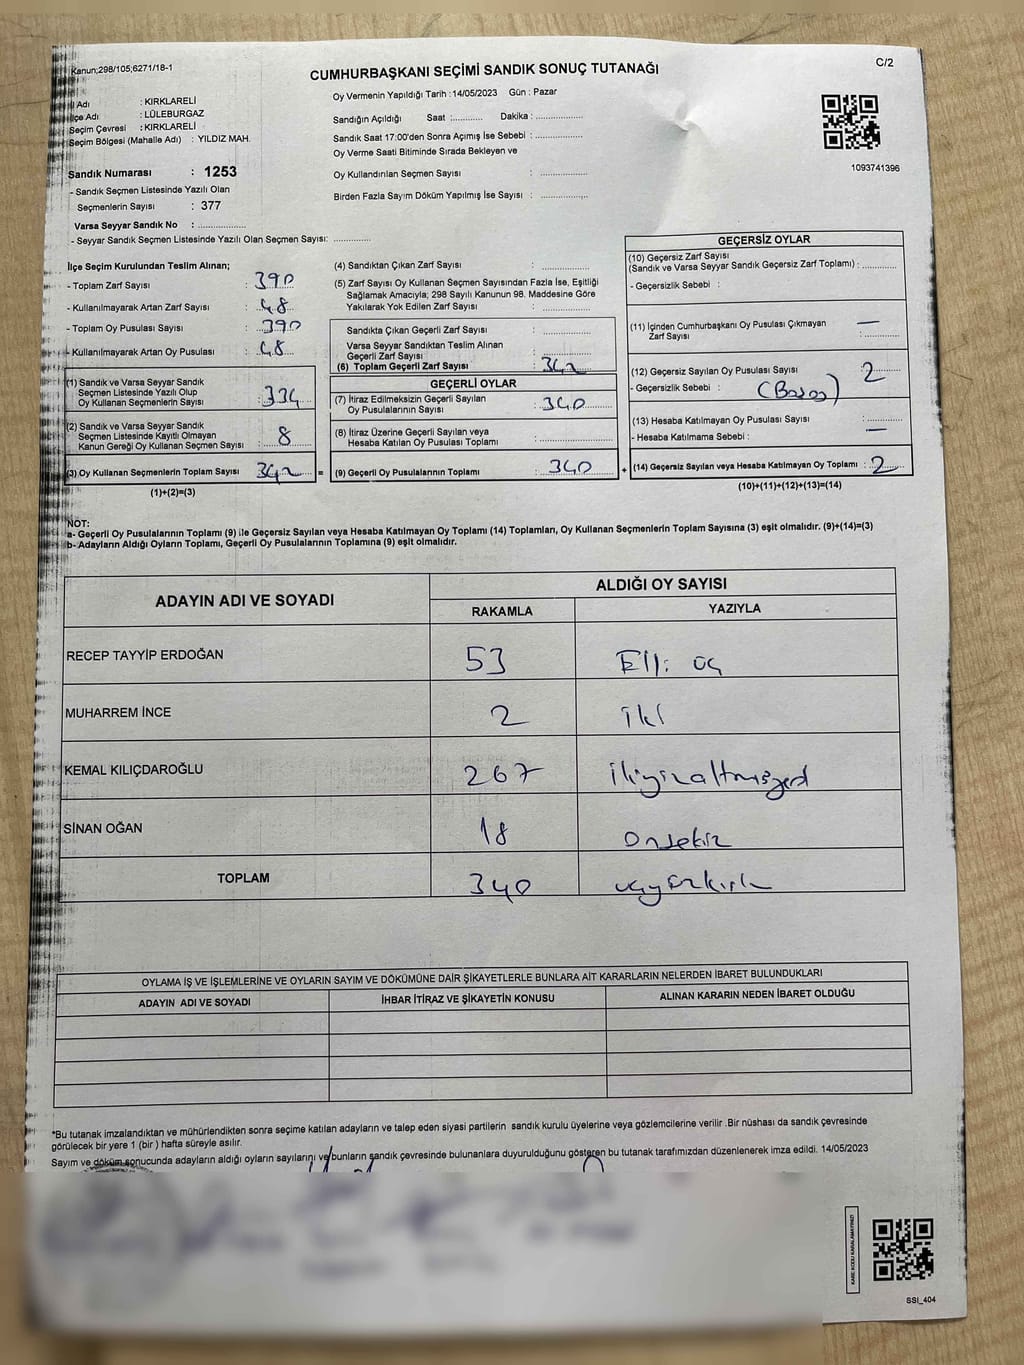 Kanun;298/105;6271/18-1
C/2
CUMHURBAŞKANI SEÇİMİ SANDIK SONUÇ TUTANAĞI
İl Adı : KIRKLARELİ
İlçe Adı : LÜLEBURGAZ
Seçim Çevresi : KIRKLARELİ
Seçim Bölgesi (Mahalle Adı) : YILDIZ MAH.
Sandık Numarası : 1253
- Sandık Seçmen Listesinde Yazılı Olan
Seçmenlerin Sayısı : 377
Varsa Seyyar Sandık No : ................
- Seyyar Sandık Seçmen Listesinde Yazılı Olan Seçmen Sayısı: ............
Oy Vermenin Yapıldığı Tarih : 14/05/2023 Gün : Pazar
Sandığın Açıldığı Saat :.......... Dakika : ...............
Sandık Saat 17:00'den Sonra Açımış İse Sebebi : ...............
Oy Verme Saati Bitiminde Sırada Bekleyen ve
Oy Kullandırılan Seçmen Sayısı : ...............
Birden Fazla Sayım Döküm Yapılmış İse Sayısı : ...............
1093741396
İlçe Seçim Kurulundan Teslim Alınan;
- Toplam Zarf Sayısı : 390
- Kullanılmayarak Artan Zarf Sayısı : 48
- Toplam Oy Pusulası Sayısı : 390
- Kullanılmayarak Artan Oy Pusulası : 48
(1) Sandık ve Varsa Seyyar Sandık
Seçmen Listesinde Yazılı Olup
Oy Kullanan Seçmenlerin Sayısı : 334
(2) Sandık ve Varsa Seyyar Sandık
Seçmen Listesinde Kayıtlı Olmayan
Kanun Gereği Oy Kullanan Seçmen Sayısı : 8
(3) Oy Kullanan Seçmenlerin Toplam Sayısı : 342 =
(1)+(2)=(3)
(4) Sandıktan Çıkan Zarf Sayısı : ...............
(5) Zarf Sayısı Oy Kullanan Seçmen Sayısından Fazla İse, Eşitliği
Sağlamak Amacıyla; 298 Sayılı Kanunun 98. Maddesine Göre
Yakılarak Yok Edilen Zarf Sayısı : ...............
Sandıkta Çıkan Geçerli Zarf Sayısı : ...............
Varsa Seyyar Sandıktan Teslim Alınan
Geçerli Zarf Sayısı : ...............
(6) Toplam Geçerli Zarf Sayısı : 342
GEÇERLİ OYLAR
(7) İtiraz Edilmeksizin Geçerli Sayılan
Oy Pusulalarının Sayısı : 340
(8) İtiraz Üzerine Geçerli Sayılan veya
Hesaba Katılan Oy Pusulası Toplamı : ...............
(9) Geçerli Oy Pusulalarının Toplamı : 340 +
GEÇERSİZ OYLAR
(10) Geçersiz Zarf Sayısı
(Sandık ve Varsa Seyyar Sandık Geçersiz Zarf Toplamı) : ...........
- Geçersizlik Sebebi :
(11) İçinden Cumhurbaşkanı Oy Pusulası Çıkmayan —
Zarf Sayısı : ...........
(12) Geçersiz Sayılan Oy Pusulası Sayısı : 2
- Geçersizlik Sebebi :
(13) Hesaba Katılmayan Oy Pusulası Sayısı : ...........
- Hesaba Katılmama Sebebi : —
(14) Geçersiz Sayılan veya Hesaba Katılmayan Oy Toplamı : 2
(10)+(11)+(12)+(13)=(14)
NOT:
a- Geçerli Oy Pusulalarının Toplamı (9) ile Geçersiz Sayılan veya Hesaba Katılmayan Oy Toplamı (14) Toplamları, Oy Kullanan Seçmenlerin Toplam Sayısına (3) eşit olmalıdır. (9)+(14)=(3)
b- Adayların Aldığı Oyların Toplamı, Geçerli Oy Pusulalarının Toplamına (9) eşit olmalıdır.
ADAYIN ADI VE SOYADI
ALDIĞI OY SAYISI
RAKAMLA YAZIYLA
RECEP TAYYİP ERDOĞAN 53 Elli üç
MUHARREM İNCE 2 iki
KEMAL KILIÇDAROĞLU 267 ikiyüzaltmışyedi
SİNAN OĞAN 18 Onsekiz
TOPLAM 340 üçyüzkırk
OYLAMA İŞ VE İŞLEMLERİNE VE OYLARIN SAYIM VE DÖKÜMÜNE DAİR ŞİKAYETLERLE BUNLARA AİT KARARLARIN NELERDEN İBARET BULUNDUKLARI
ADAYIN ADI VE SOYADI İHBAR İTİRAZ VE ŞİKAYETİN KONUSU ALINAN KARARIN NEDEN İBARET OLDUĞU
*Bu tutanak imzalandıktan ve mühürlendikten sonra seçime katılan adayların ve talep eden siyasi partilerin sandık kurulu üyelerine veya gözlemcilerine verilir .Bir nüshası da sandık çevresinde
görülecek bir yere 1 (bir ) hafta süreyle asılır.
Sayım ve döküm sonucunda adayların aldığı oyların sayılarını ve bunların sandık çevresinde bulunanlara duyurulduğunu gösteren bu tutanak tarafımızdan düzenlenerek imza edildi. 14/05/2023
KARE KODU KARALAMAYINIZ!
SSI_404